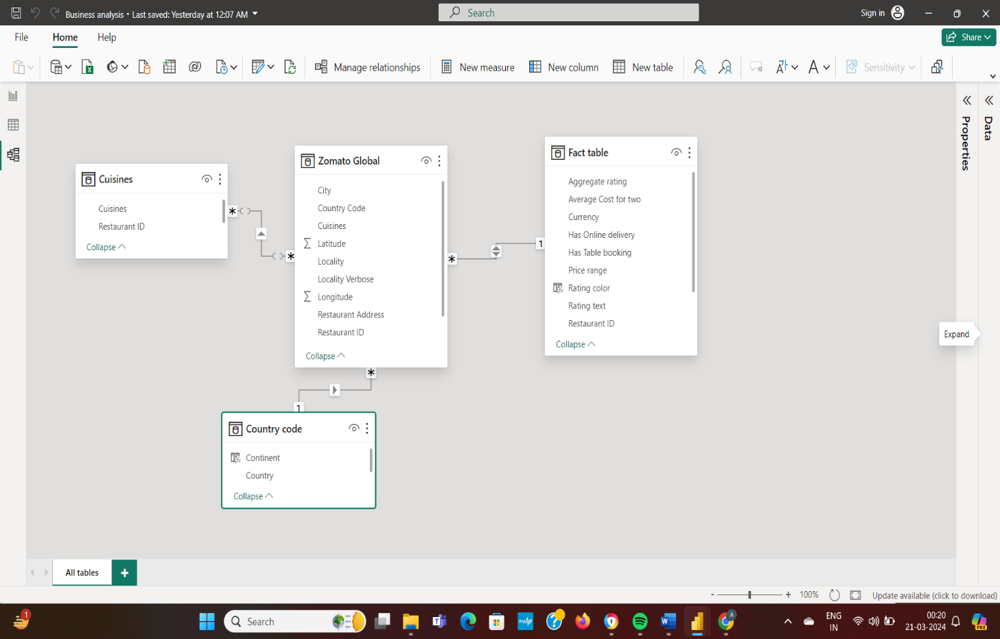 Business analysis • Last saved: Yesterday at 12:07 AM
Search
Sign in
File
Home
Help
Share
Manage relationships
New measure
New column
New table
Sensitivity
Properties
Data
Cuisines
Cuisines
Restaurant ID
Collapse
*
*
Zomato Global
City
Country Code
Cuisines
Σ Latitude
Locality
Locality Verbose
Σ Longitude
Restaurant Address
Restaurant ID
Collapse
*
1
Fact table
Aggregate rating
Average Cost for two
Currency
Has Online delivery
Has Table booking
Price range
Rating color
Rating text
Restaurant ID
Collapse
Expand
*
1
Country code
Continent
Country
Collapse
All tables
+
- + 100%
Update available (click to download)
1
Search
myhp
A
ENG
IN
00:20
21-03-2024
PRE